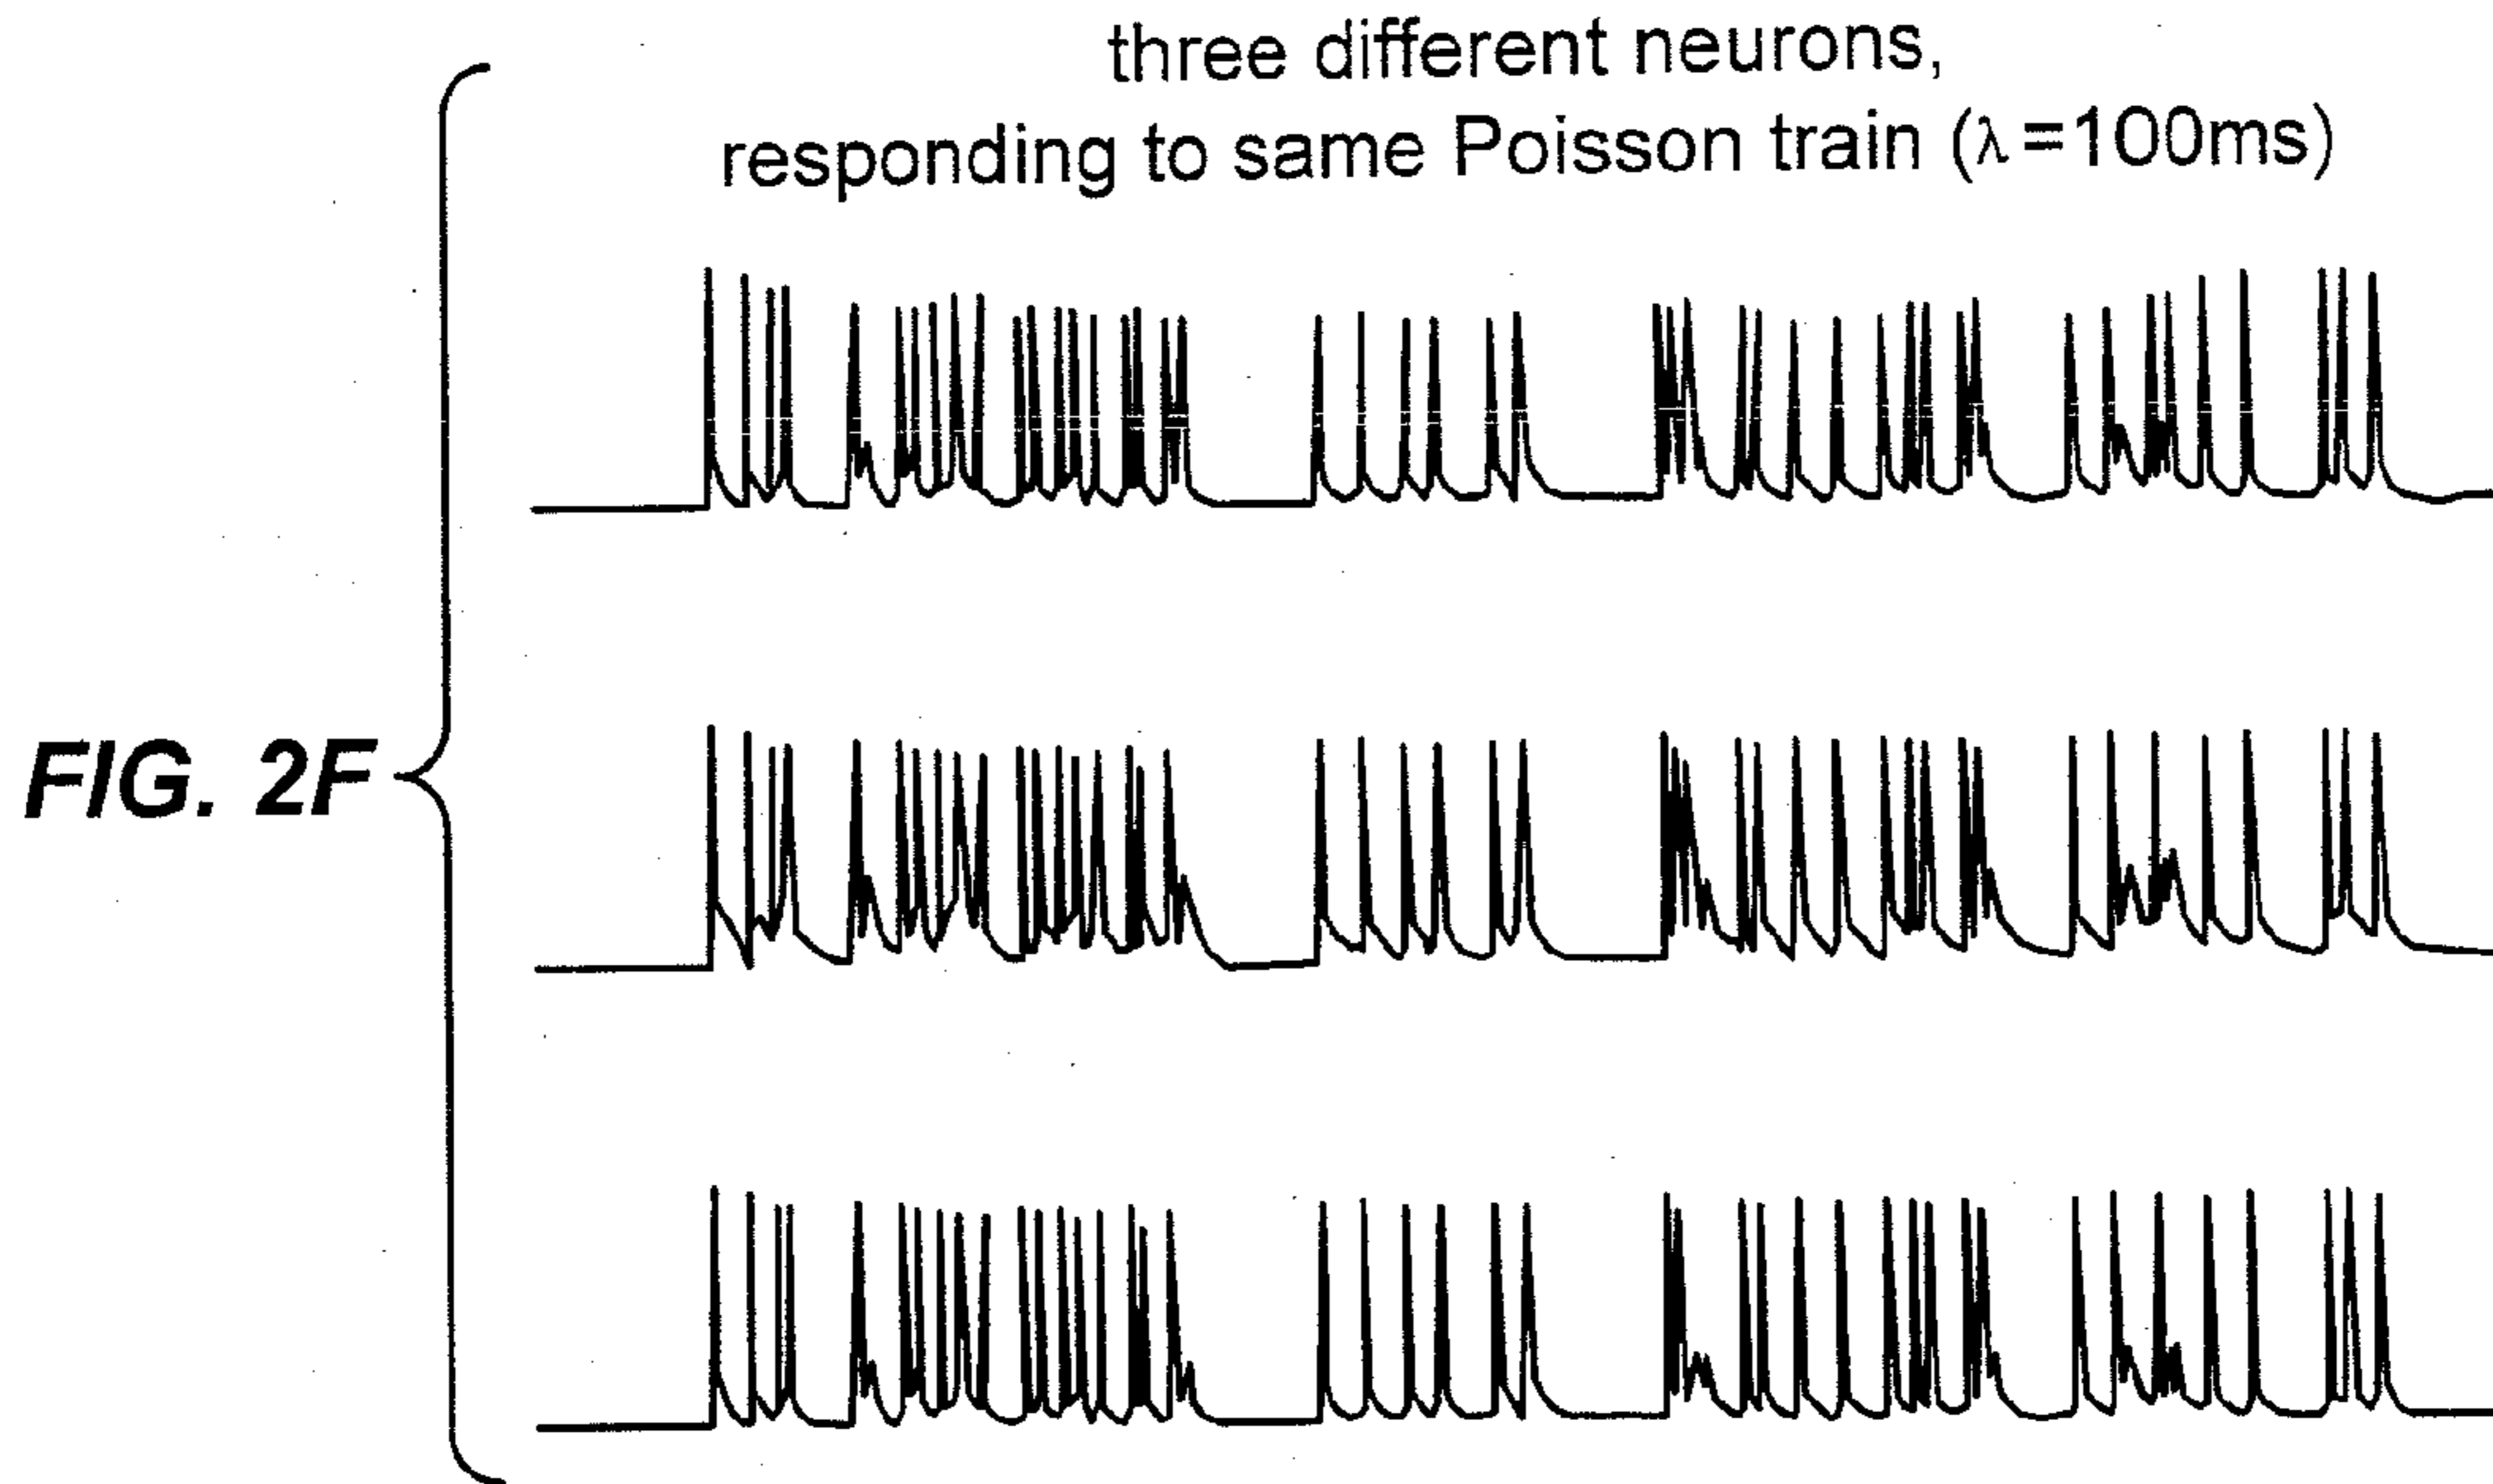 three different neurons,
responding to same Poisson train (λ=100ms)
FIG. 2F